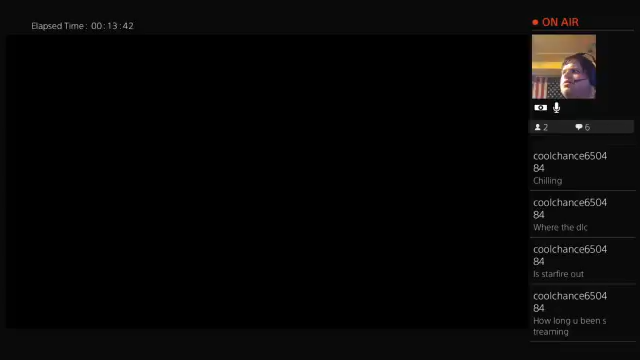 Elapsed Time: 00:13:42
ON AIR
2
6
coolchance6504
84
Chilling
coolchance6504
84
Where the dlc
coolchance6504
84
Is starfire out
coolchance6504
84
How long u been s
treaming